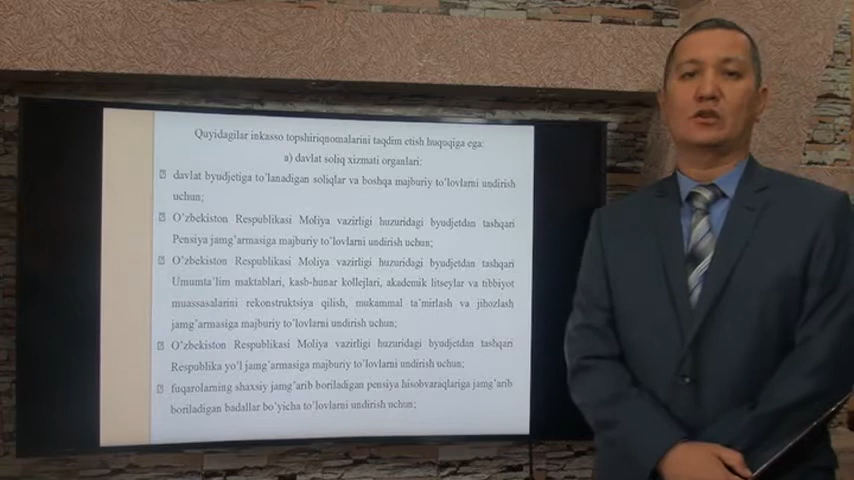 Quyidagilar inkasso topshiriqnomalarini taqdim etish huquqiga ega:
a) davlat soliq xizmati organlari:
davlat byudjetiga to'lanadigan soliqlar va boshqa majburiy to'lovlarni undirish
uchun;
O'zbekiston Respublikasi Moliya vazirligi huzuridagi byudjetdan tashqari
Pensiya jamg'armasiga majburiy to'lovlarni undirish uchun;
O'zbekiston Respublikasi Moliya vazirligi huzuridagi byudjetdan tashqari
Umumta'lim maktablari, kasb-hunar kollejlari, akademik litseylar va tibbiyot
muassasalarini rekonstruktsiya qilish, mukammal ta'mirlash va jihozlash
jamg'armasiga majburiy to'lovlarni undirish uchun;
O'zbekiston Respublikasi Moliya vazirligi huzuridagi byudjetdan tashqari
Respublika yo'l jamg'armasiga majburiy to'lovlarni undirish uchun;
fuqarolarning shaxsiy jamg'arib boriladigan pensiya hisobvaraqlariga jamg'arib
boriladigan badallar bo'yicha to'lovlarni undirish uchun;